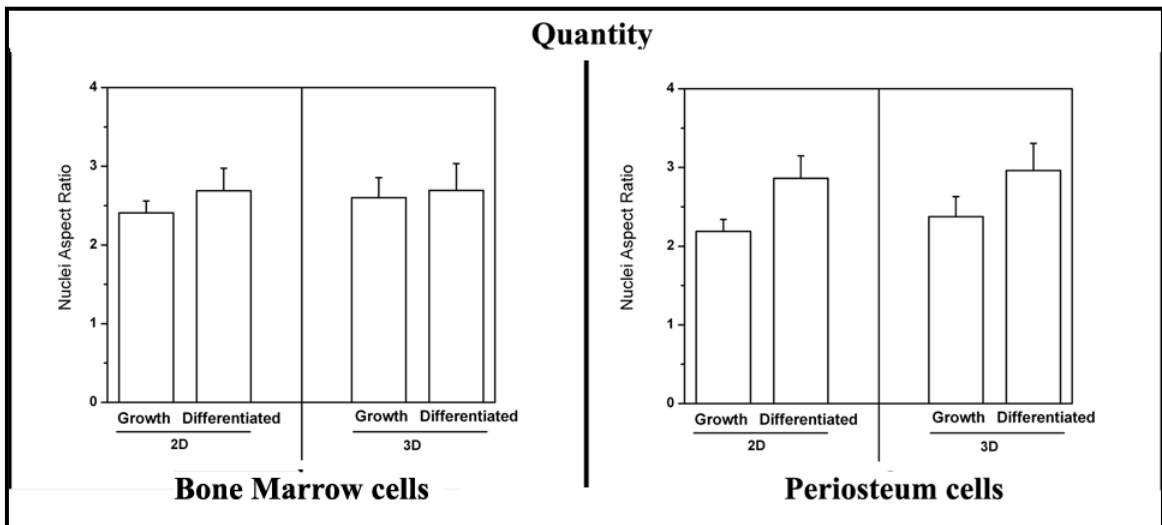 Quantity
4
3
2
1
0
Nuclei Aspect Ratio
Growth Differentiated
2D
Growth Differentiated
3D
Bone Marrow cells
4
3
2
1
0
Nuclei Aspect Ratio
Growth Differentiated
2D
Growth Differentiated
3D
Periosteum cells